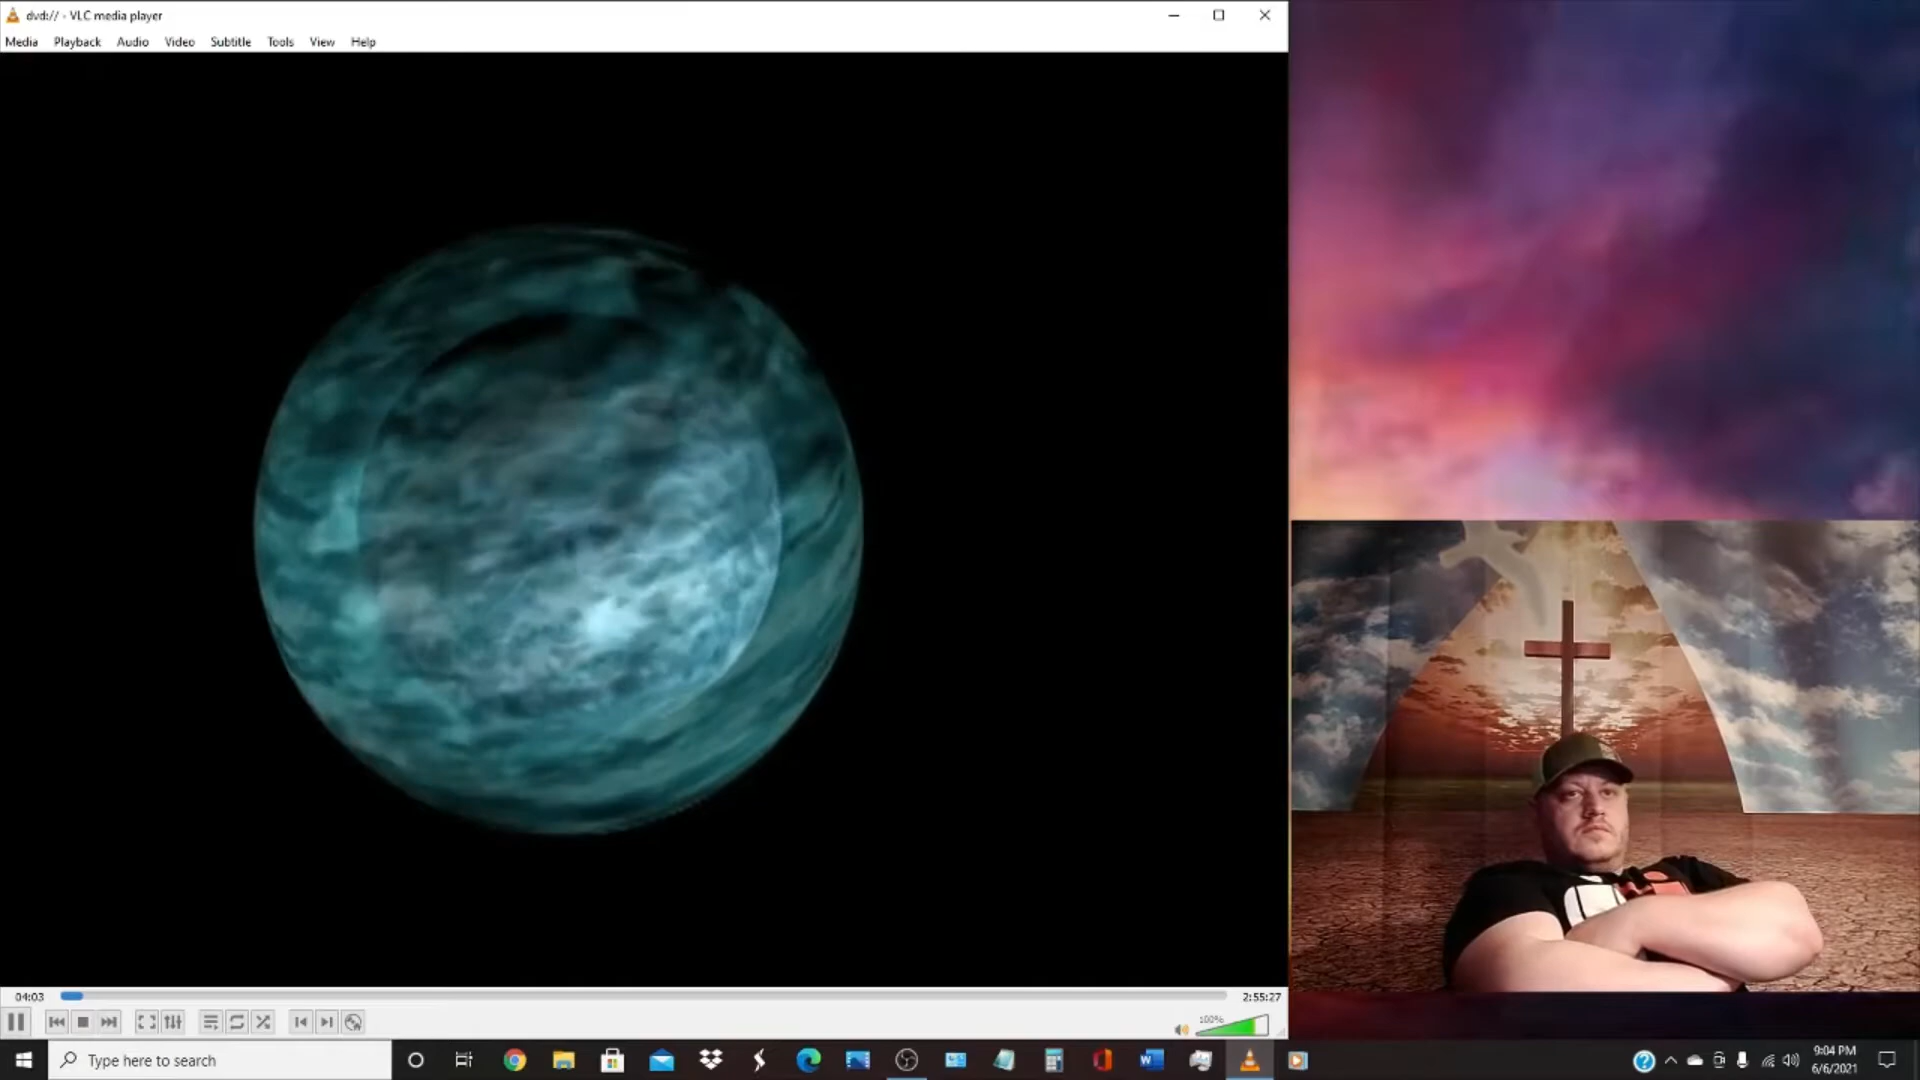 dvd:// - VLC media player
Media Playback Audio Video Subtitle Tools View Help
04:03
2:55:27
100%
Type here to search
9:04 PM
6/6/2021